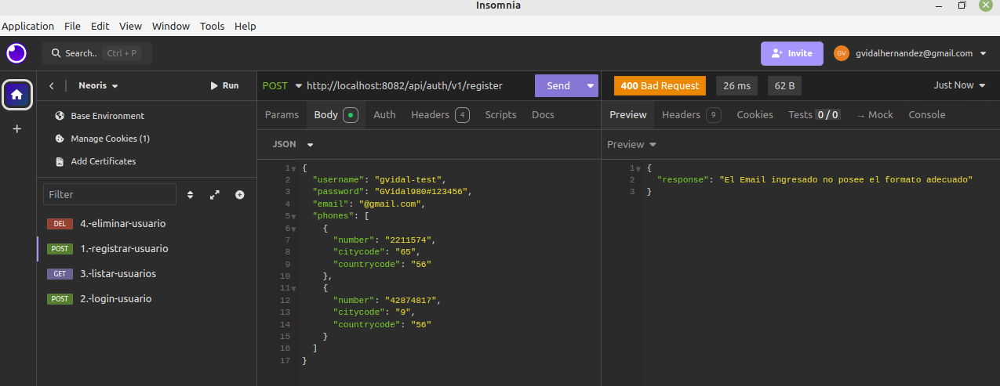 Insomnia
Application File Edit View Window Tools Help
Search.. Ctrl + P
Invite
GV gvidalhernandez@gmail.com
Neoris
Run
Base Environment
Manage Cookies (1)
Add Certificates
Filter
DEL 4.-eliminar-usuario
POST 1.-registrar-usuario
GET 3.-listar-usuarios
POST 2.-login-usuario
POST http://localhost:8082/api/auth/v1/register Send
Params Body Auth Headers 4 Scripts Docs
JSON
1 {
2 "username": "gvidal-test",
3 "password": "GVidal980#123456",
4 "email": "@gmail.com",
5 "phones": [
6 {
7 "number": "2211574",
8 "citycode": "65",
9 "countrycode": "56"
10 },
11 {
12 "number": "42874817",
13 "citycode": "9",
14 "countrycode": "56"
15 }
16 ]
17 }
400 Bad Request 26 ms 62 B Just Now
Preview Headers 9 Cookies Tests 0 / 0 → Mock Console
Preview
1 {
2 "response": "El Email ingresado no posee el formato adecuado"
3 }